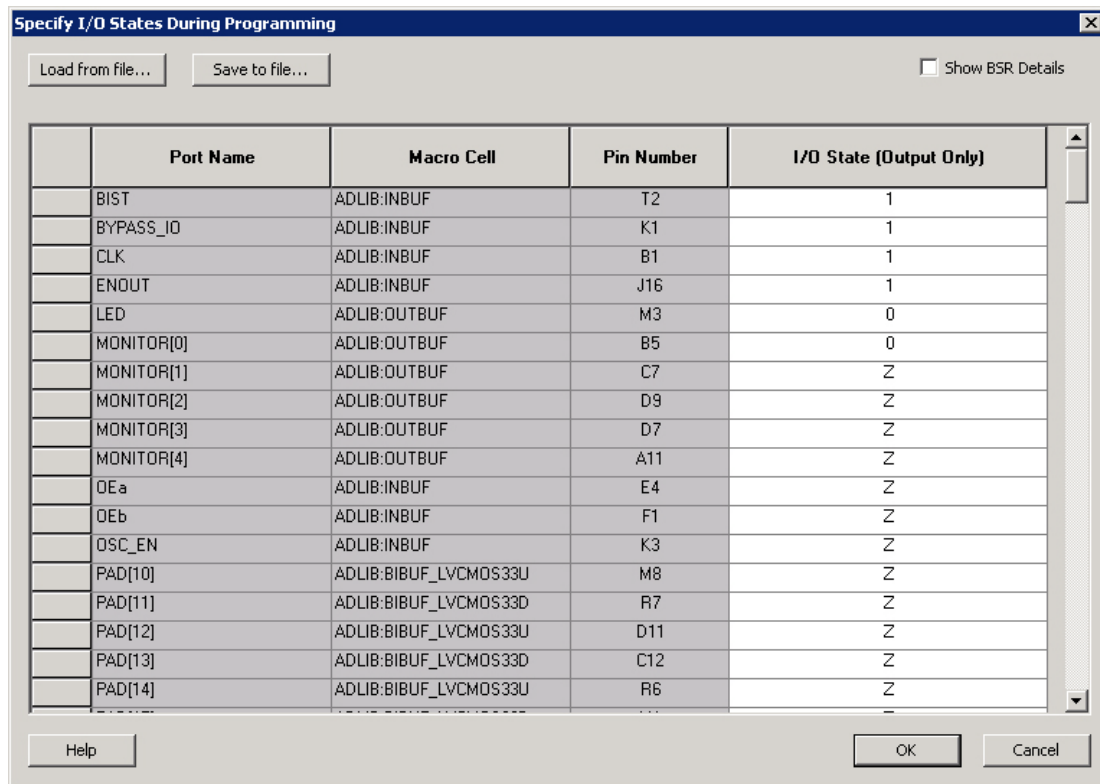 Specify I/O States During Programming
Load from file... Save to file... Show BSR Details
Port Name Macro Cell Pin Number I/O State (Output Only)
BIST ADLIB:INBUF T2 1
BYPASS_IO ADLIB:INBUF K1 1
CLK ADLIB:INBUF B1 1
ENOUT ADLIB:INBUF J16 1
LED ADLIB:OUTBUF M3 0
MONITOR[0] ADLIB:OUTBUF B5 0
MONITOR[1] ADLIB:OUTBUF C7 Z
MONITOR[2] ADLIB:OUTBUF D9 Z
MONITOR[3] ADLIB:OUTBUF D7 Z
MONITOR[4] ADLIB:OUTBUF A11 Z
OEa ADLIB:INBUF E4 Z
OEb ADLIB:INBUF F1 Z
OSC_EN ADLIB:INBUF K3 Z
PAD[10] ADLIB:BIBUF_LVCMOS33U M8 Z
PAD[11] ADLIB:BIBUF_LVCMOS33D R7 Z
PAD[12] ADLIB:BIBUF_LVCMOS33U D11 Z
PAD[13] ADLIB:BIBUF_LVCMOS33D C12 Z
PAD[14] ADLIB:BIBUF_LVCMOS33U R6 Z
Help OK Cancel